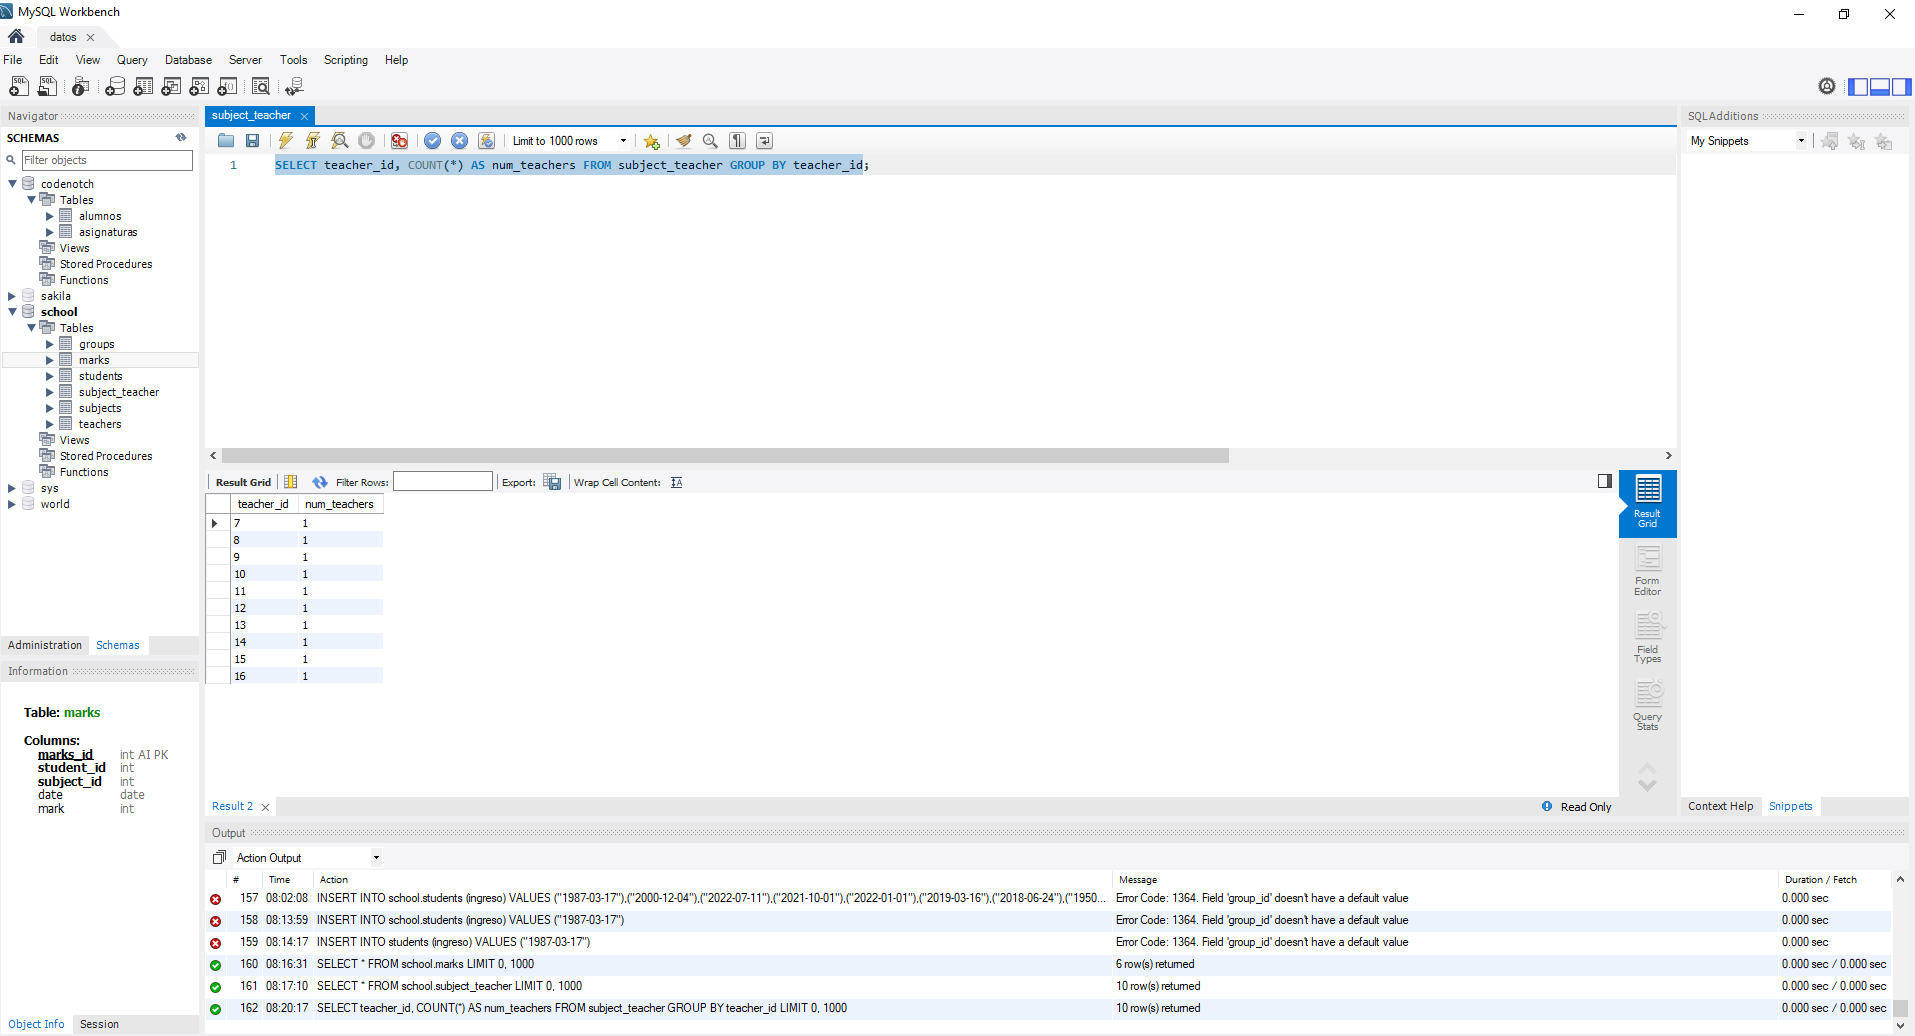 MySQL Workbench
datos
File Edit View Query Database Server Tools Scripting Help
Navigator
SCHEMAS
Filter objects
codenotch
Tables
alumnos
asignaturas
Views
Stored Procedures
Functions
sakila
school
Tables
groups
marks
students
subject_teacher
subjects
teachers
Views
Stored Procedures
Functions
sys
world
Administration Schemas
Information
Table: marks
Columns:
marks_id int AI PK
student_id int
subject_id int
date date
mark int
Object Info Session
subject_teacher
Limit to 1000 rows
1 SELECT teacher_id, COUNT(*) AS num_teachers FROM subject_teacher GROUP BY teacher_id;
Result Grid Filter Rows: Export: Wrap Cell Content:
teacher_id num_teachers
7 1
8 1
9 1
10 1
11 1
12 1
13 1
14 1
15 1
16 1
Result Grid
Form Editor
Field Types
Query Stats
Result 2
Read Only
SQLAdditions
My Snippets
Context Help Snippets
Output
Action Output
# Time Action Message Duration / Fetch
157 08:02:08 INSERT INTO school.students (ingreso) VALUES ("1987-03-17"),("2000-12-04"),("2022-07-11"),("2021-10-01"),("2022-01-01"),("2019-03-16"),("2018-06-24"),("1950... Error Code: 1364. Field 'group_id' doesn't have a default value 0.000 sec
158 08:13:59 INSERT INTO school.students (ingreso) VALUES ("1987-03-17") Error Code: 1364. Field 'group_id' doesn't have a default value 0.000 sec
159 08:14:17 INSERT INTO students (ingreso) VALUES ("1987-03-17") Error Code: 1364. Field 'group_id' doesn't have a default value 0.000 sec
160 08:16:31 SELECT * FROM school.marks LIMIT 0, 1000 6 row(s) returned 0.000 sec / 0.000 sec
161 08:17:10 SELECT * FROM school.subject_teacher LIMIT 0, 1000 10 row(s) returned 0.000 sec / 0.000 sec
162 08:20:17 SELECT teacher_id, COUNT(*) AS num_teachers FROM subject_teacher GROUP BY teacher_id LIMIT 0, 1000 10 row(s) returned 0.000 sec / 0.000 sec